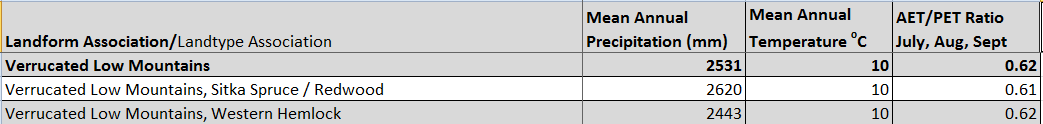 Landform Association/Landtype Association Mean Annual Precipitation (mm) Mean Annual Temperature °C AET/PET Ratio July, Aug, Sept
Verrucated Low Mountains 2531 10 0.62
Verrucated Low Mountains, Sitka Spruce / Redwood 2620 10 0.61
Verrucated Low Mountains, Western Hemlock 2443 10 0.62